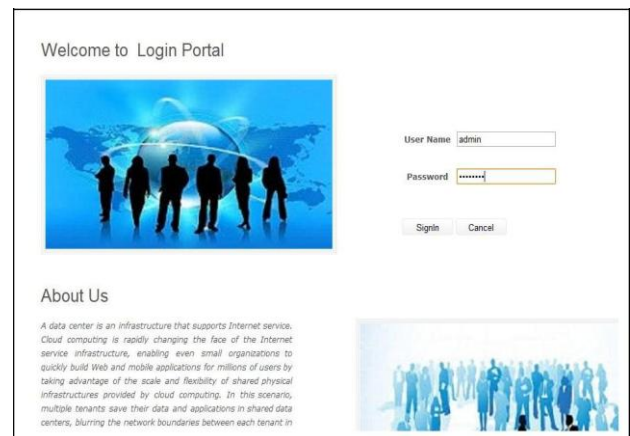 Welcome to Login Portal
User Name admin
Password ••••••••
SignIn Cancel
About Us
A data center is an infrastructure that supports Internet service.
Cloud computing is rapidly changing the face of the Internet
service infrastructure, enabling even small organizations to
quickly build Web and mobile applications for millions of users by
taking advantage of the scale and flexibility of shared physical
infrastructures provided by cloud computing. In this scenario,
multiple tenants save their data and applications in shared data
centers, blurring the network boundaries between each tenant in